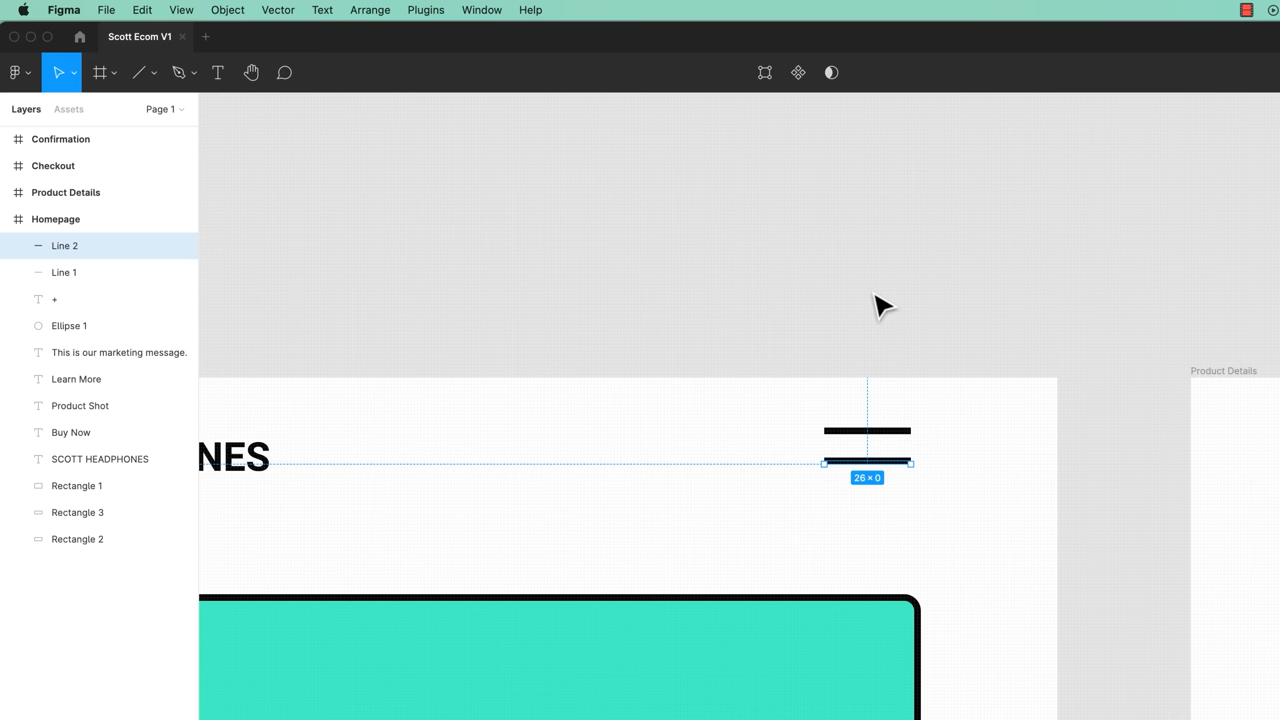 Figma File Edit View Object Vector Text Arrange Plugins Window Help
Scott Ecom V1
Layers Assets Page 1
Confirmation
Checkout
Product Details
Homepage
Line 2
Line 1
+
Ellipse 1
This is our marketing message.
Learn More
Product Shot
Buy Now
SCOTT HEADPHONES
Rectangle 1
Rectangle 3
Rectangle 2
Product Details
NES
26 × 0